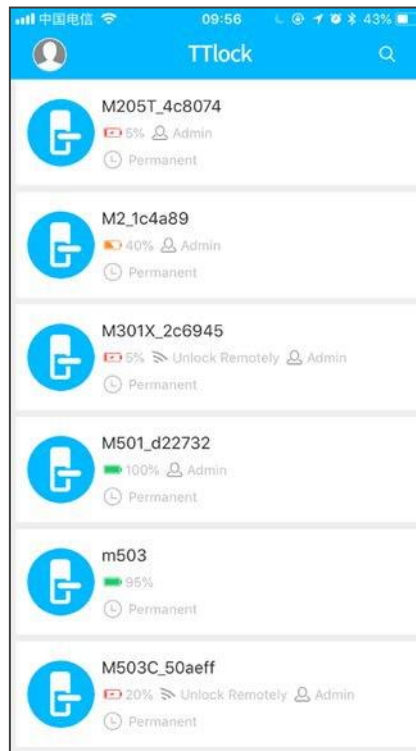 中国电信 09:56 43%
TTlock
M205T_4c8074
5% Admin
Permanent
M2_1c4a89
40% Admin
Permanent
M301X_2c6945
5% Unlock Remotely Admin
Permanent
M501_d22732
100% Admin
Permanent
m503
95%
Permanent
M503C_50aeff
20% Unlock Remotely Admin
Permanent